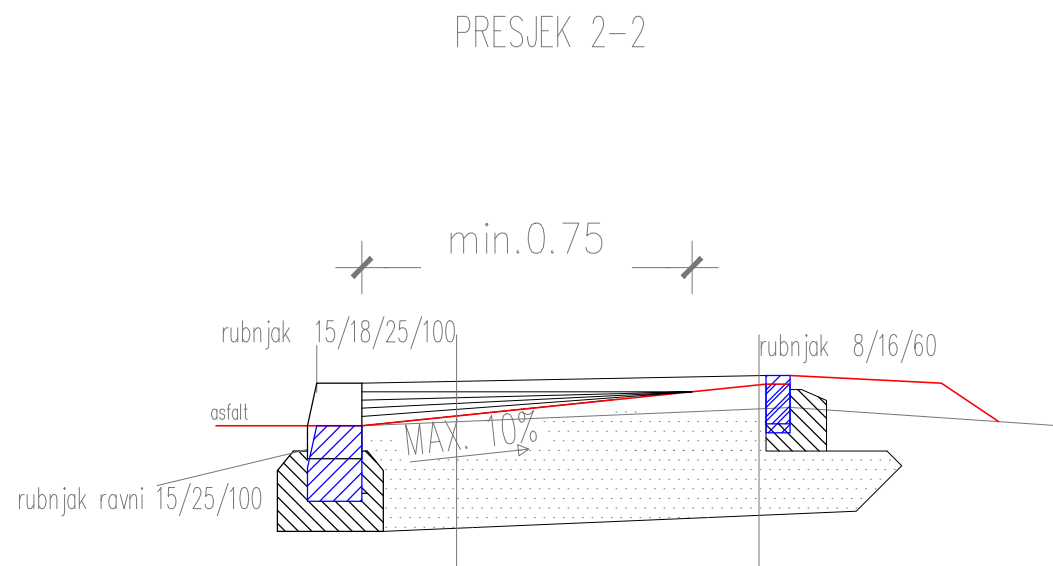 PRESJEK 2-2
min.0.75
rubnjak 15/18/25/100
rubnjak 8/16/60
asfalt
MAX. 10%
rubnjak ravni 15/25/100